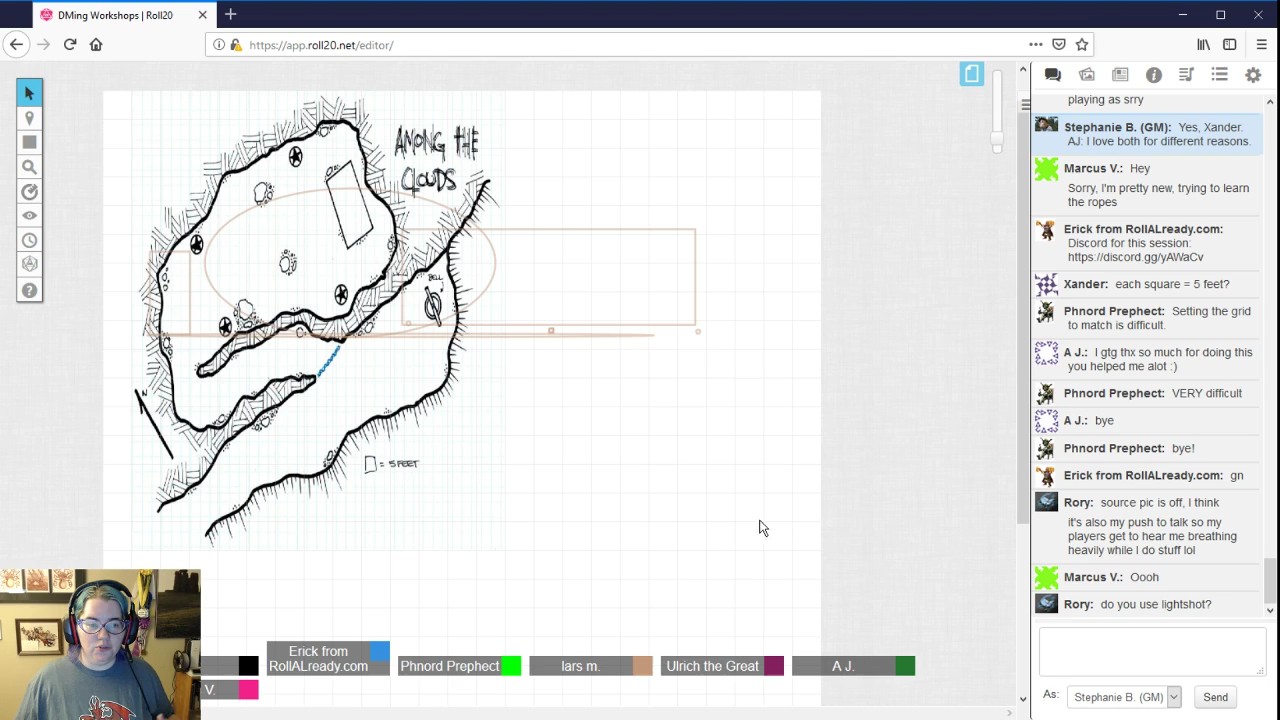 DMing Workshops | Roll20
https://app.roll20.net/editor/
AMONG THE
CLOUDS
BELL
N
= 5 FEET
playing as srry
Stephanie B. (GM): Yes, Xander.
AJ: I love both for different reasons.
Marcus V.: Hey
Sorry, I'm pretty new, trying to learn
the ropes
Erick from RollALready.com:
Discord for this session:
https://discord.gg/yAWaCv
Xander: each square = 5 feet?
Phnord Prephect: Setting the grid
to match is difficult.
A J.: I gtg thx so much for doing this
you helped me alot :)
Phnord Prephect: VERY difficult
A J.: bye
Phnord Prephect: bye!
Erick from RollALready.com: gn
Rory: source pic is off, I think
it's also my push to talk so my
players get to hear me breathing
heavily while I do stuff lol
Marcus V.: Oooh
Rory: do you use lightshot?
As: Stephanie B. (GM) Send
Erick from
RollALready.com
Phnord Prephect
lars m.
Ulrich the Great
A J.
V.